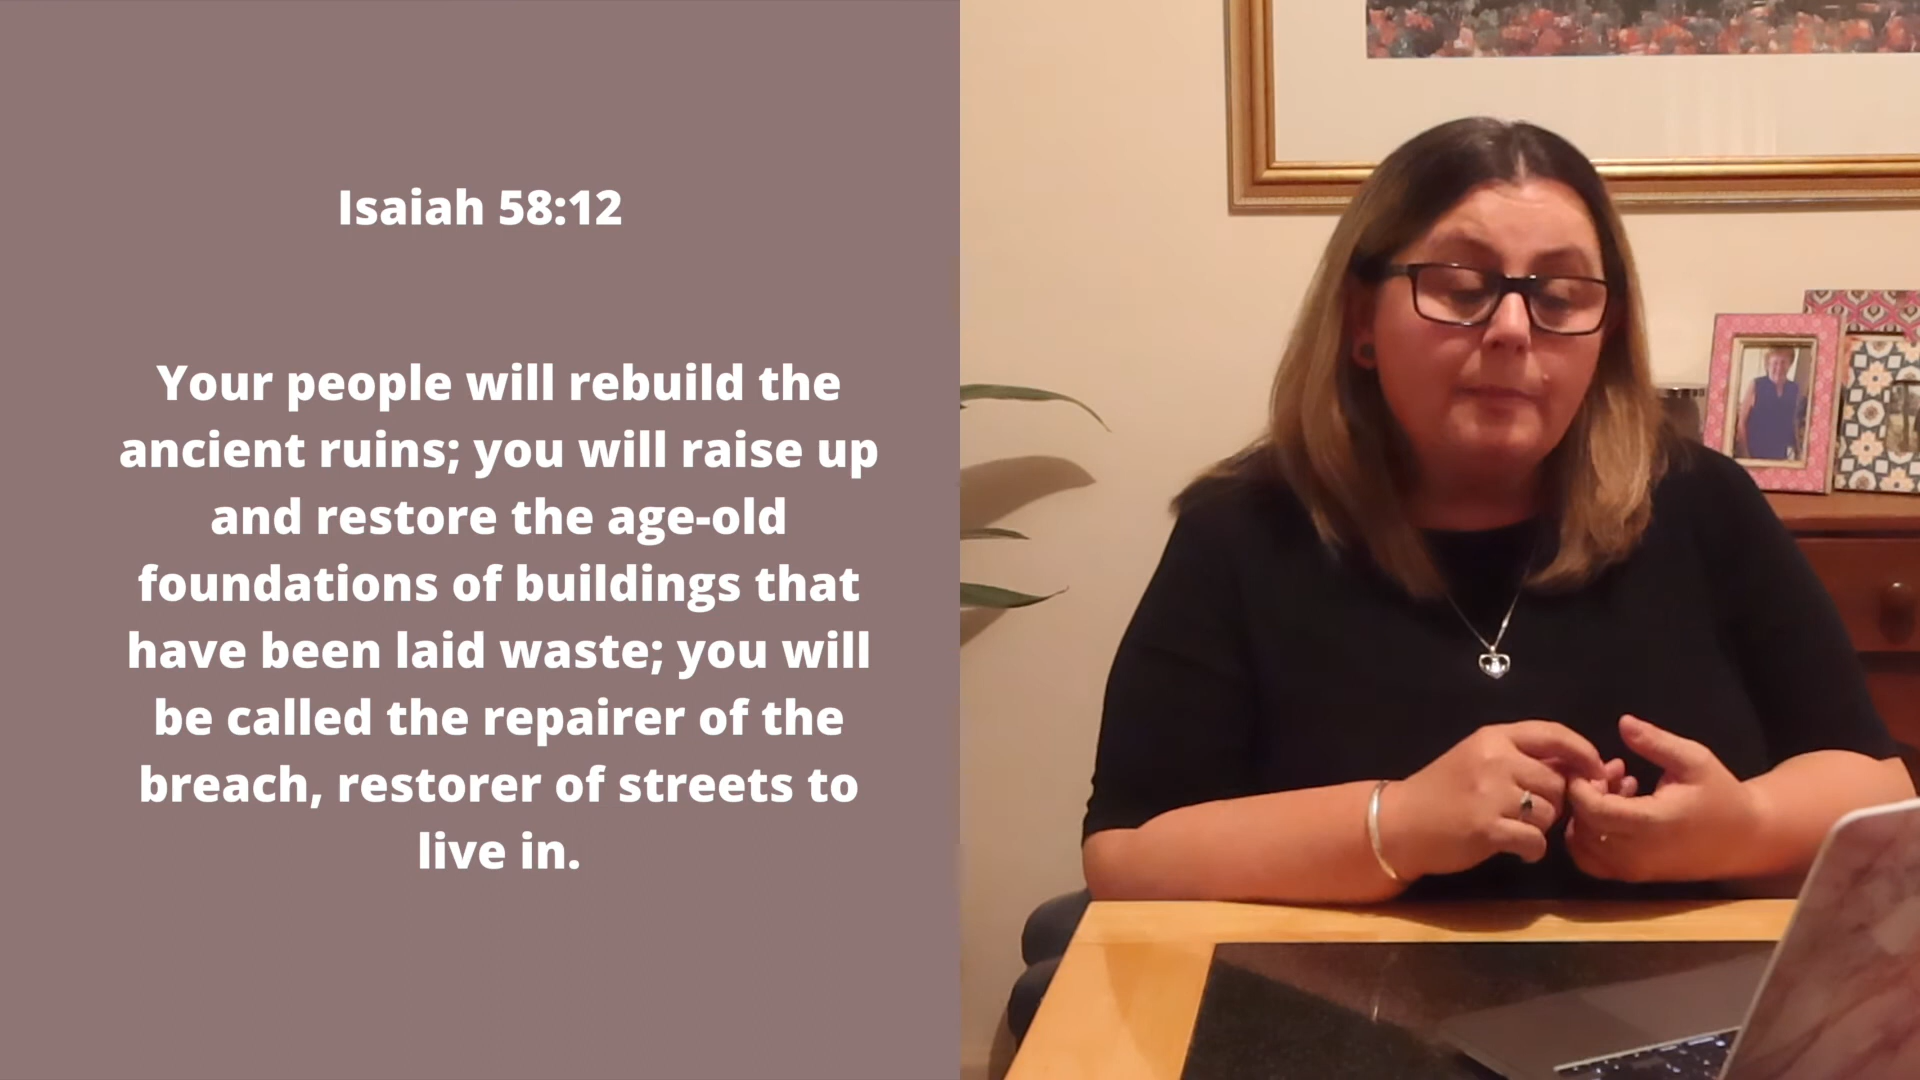 Isaiah 58:12
Your people will rebuild the
ancient ruins; you will raise up
and restore the age-old
foundations of buildings that
have been laid waste; you will
be called the repairer of the
breach, restorer of streets to
live in.